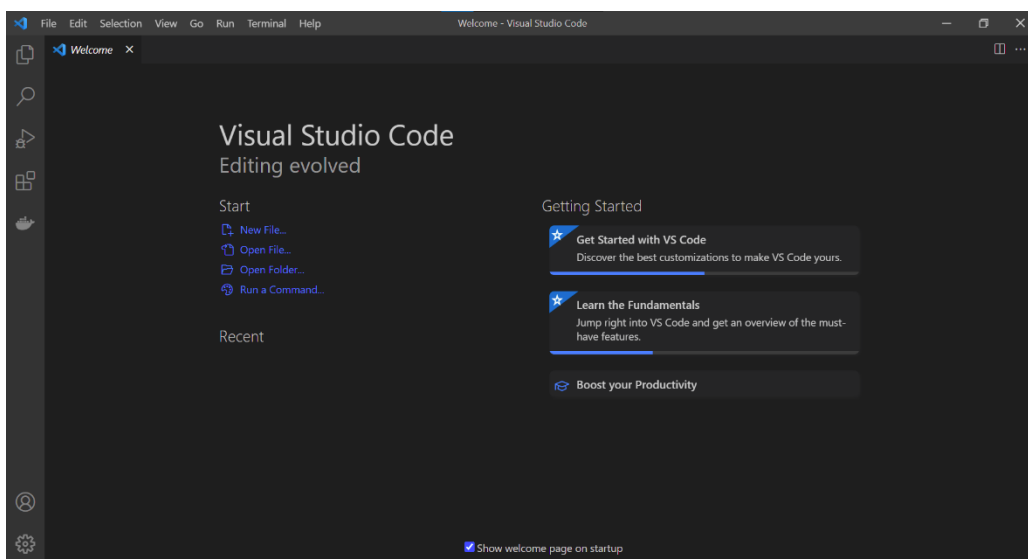 File Edit Selection View Go Run Terminal Help
Welcome - Visual Studio Code
Welcome
Visual Studio Code
Editing evolved
Start
New File...
Open File...
Open Folder...
Run a Command...
Recent
Getting Started
Get Started with VS Code
Discover the best customizations to make VS Code yours.
Learn the Fundamentals
Jump right into VS Code and get an overview of the must-
have features.
Boost your Productivity
Show welcome page on startup